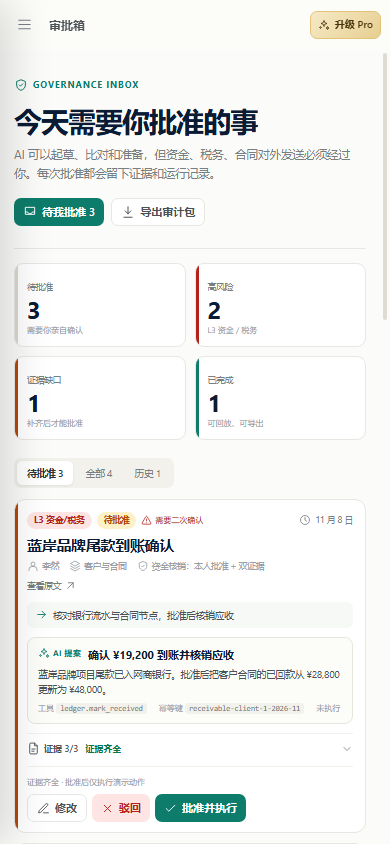 审批箱
升级 Pro
GOVERNANCE INBOX
今天需要你批准的事
AI 可以起草、比对和准备，但资金、税务、合同对外发送必须经过
你。每次批准都会留下证据和运行记录。
待我批准 3
导出审计包
待批准
3
需要你亲自确认
高风险
2
L3 资金 / 税务
证据缺口
1
补齐后才能批准
已完成
1
可回放、可导出
待批准 3
全部 4
历史 1
L3 资金/税务
待批准
需要二次确认
11 月 8 日
蓝岸品牌尾款到账确认
李然
客户与合同
资金核销：本人批准 + 双证据
查看原文
核对银行流水与合同节点，批准后核销应收
AI 提案 确认 ¥19,200 到账并核销应收
蓝岸品牌项目尾款已入网商银行。批准后把客户合同的已回款从 ¥28,800
更新为 ¥48,000。
工具 ledger.mark_received 幂等键 receivable-client-1-2026-11 未执行
证据 3/3 证据齐全
证据齐全 · 批准后仅执行演示动作
修改
驳回
批准并执行